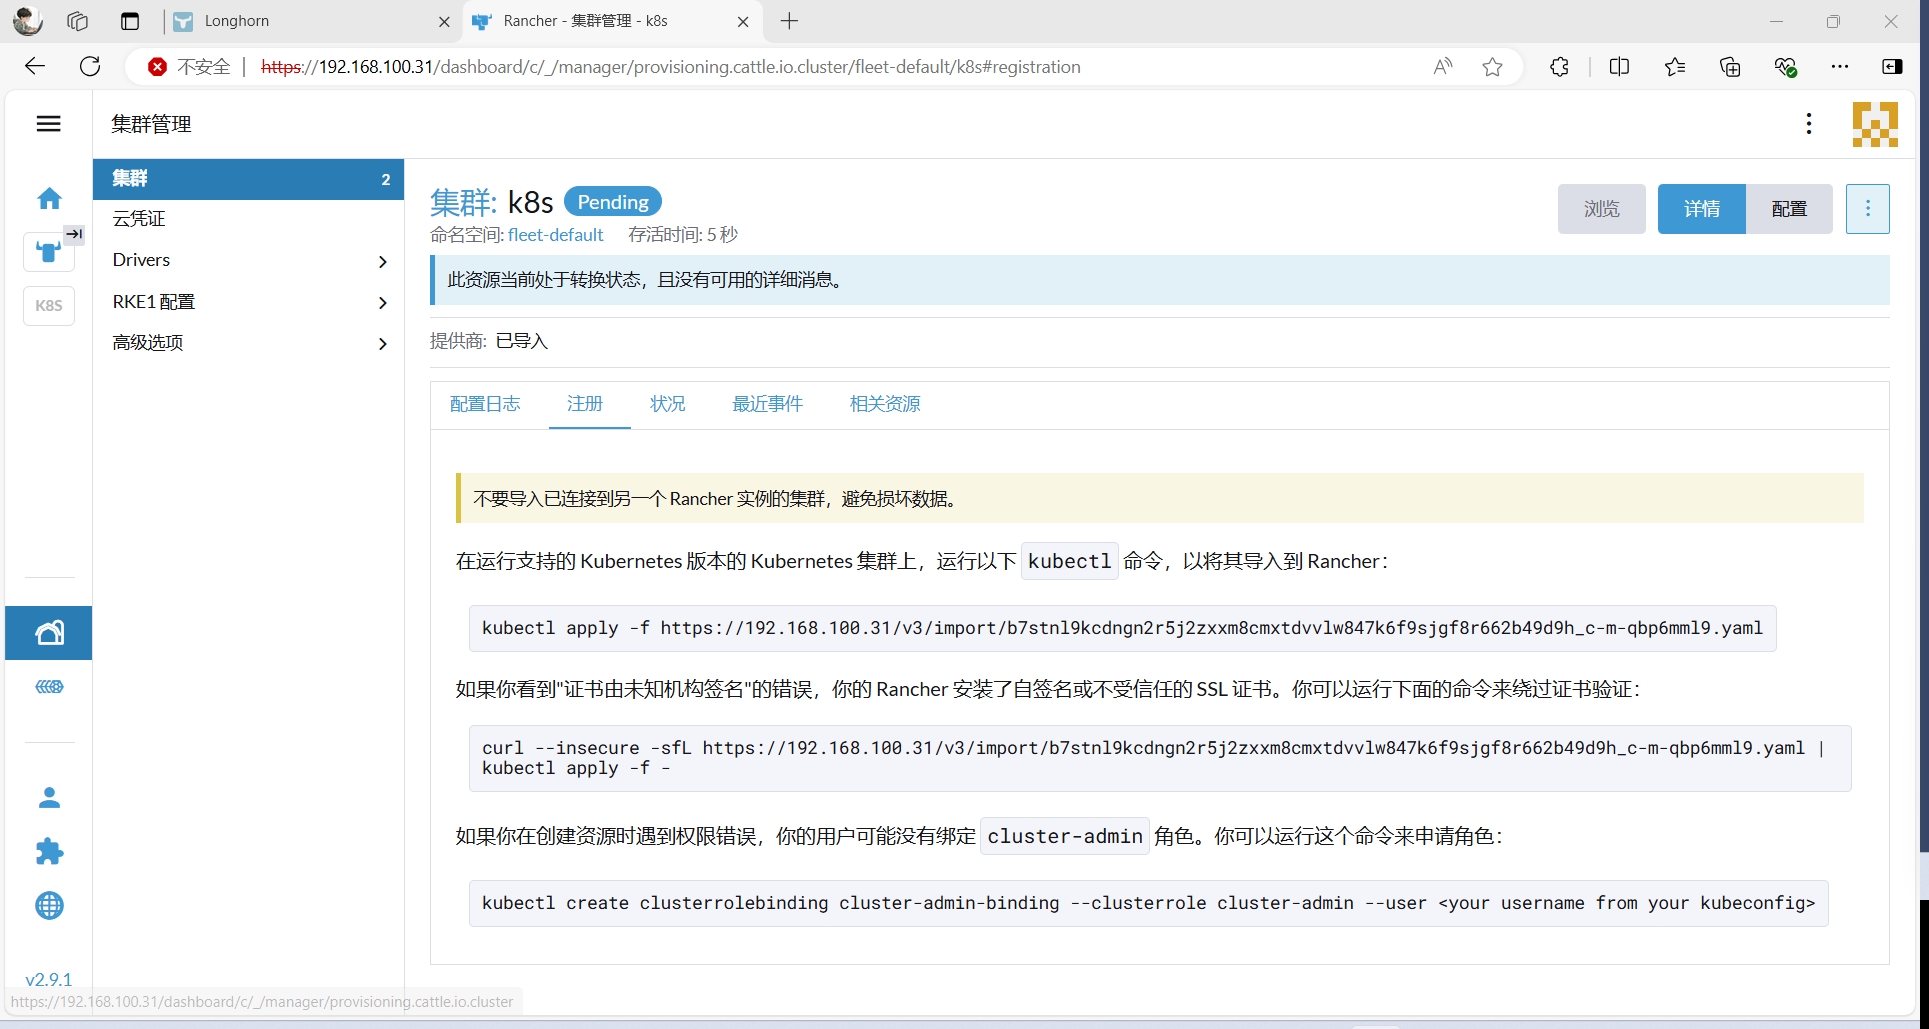 Longhorn
Rancher - 集群管理 - k8s
不安全
https://192.168.100.31/dashboard/c/_/manager/provisioning.cattle.io.cluster/fleet-default/k8s#registration
集群管理
集群 2
云凭证
Drivers
RKE1 配置
高级选项
K8S
v2.9.1
集群: k8s Pending
命名空间: fleet-default 存活时间: 5 秒
浏览 详情 配置
此资源当前处于转换状态，且没有可用的详细消息。
提供商: 已导入
配置日志 注册 状况 最近事件 相关资源
不要导入已连接到另一个 Rancher 实例的集群，避免损坏数据。
在运行支持的 Kubernetes 版本的 Kubernetes 集群上，运行以下 kubectl 命令，以将其导入到 Rancher：
kubectl apply -f https://192.168.100.31/v3/import/b7stnl9kcdngn2r5j2zxxm8cmxtdvvlw847k6f9sjgf8r662b49d9h_c-m-qbp6mml9.yaml
如果你看到"证书由未知机构签名"的错误，你的 Rancher 安装了自签名或不受信任的 SSL 证书。你可以运行下面的命令来绕过证书验证：
curl --insecure -sfL https://192.168.100.31/v3/import/b7stnl9kcdngn2r5j2zxxm8cmxtdvvlw847k6f9sjgf8r662b49d9h_c-m-qbp6mml9.yaml |
kubectl apply -f -
如果你在创建资源时遇到权限错误，你的用户可能没有绑定 cluster-admin 角色。你可以运行这个命令来申请角色：
kubectl create clusterrolebinding cluster-admin-binding --clusterrole cluster-admin --user <your username from your kubeconfig>
https://192.168.100.31/dashboard/c/_/manager/provisioning.cattle.io.cluster